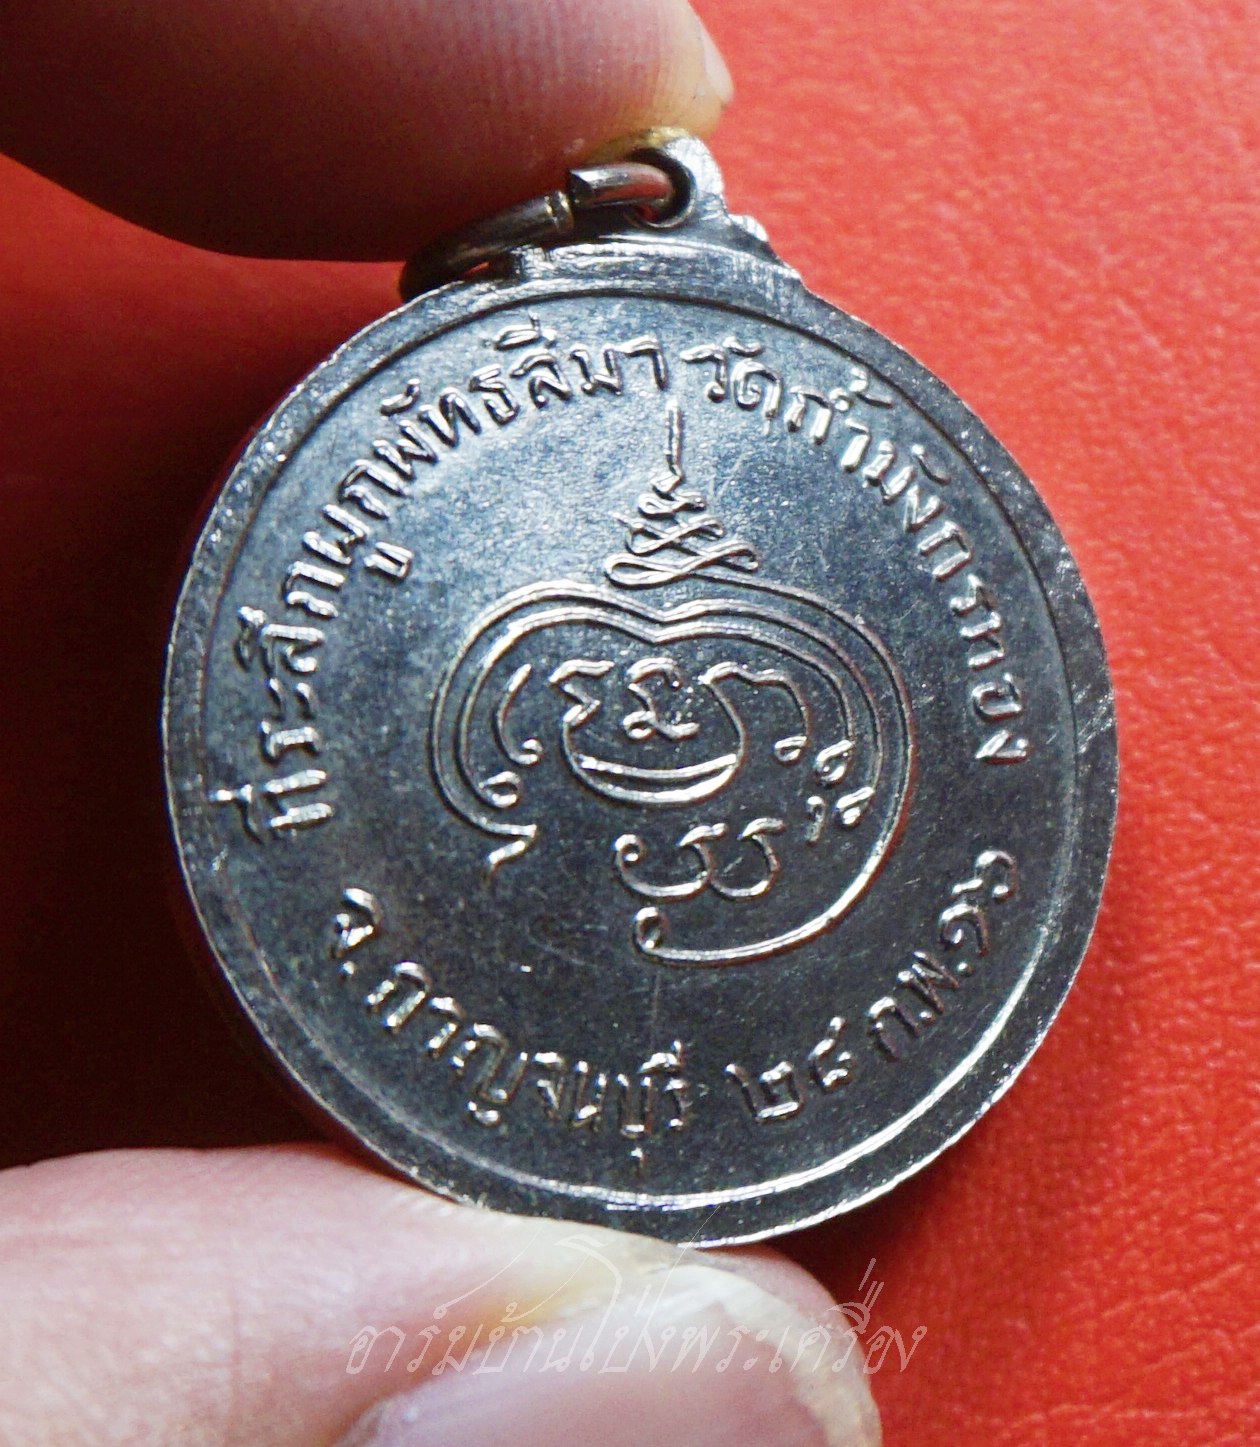 ที่ระลึกผูกพัทธสีมา วัดถ้ำมังกรทอง
จ.กาญจนบุรี ๒๘ ก.พ.๑๖
อาร์มบ้านโป่งพระเครื่อง